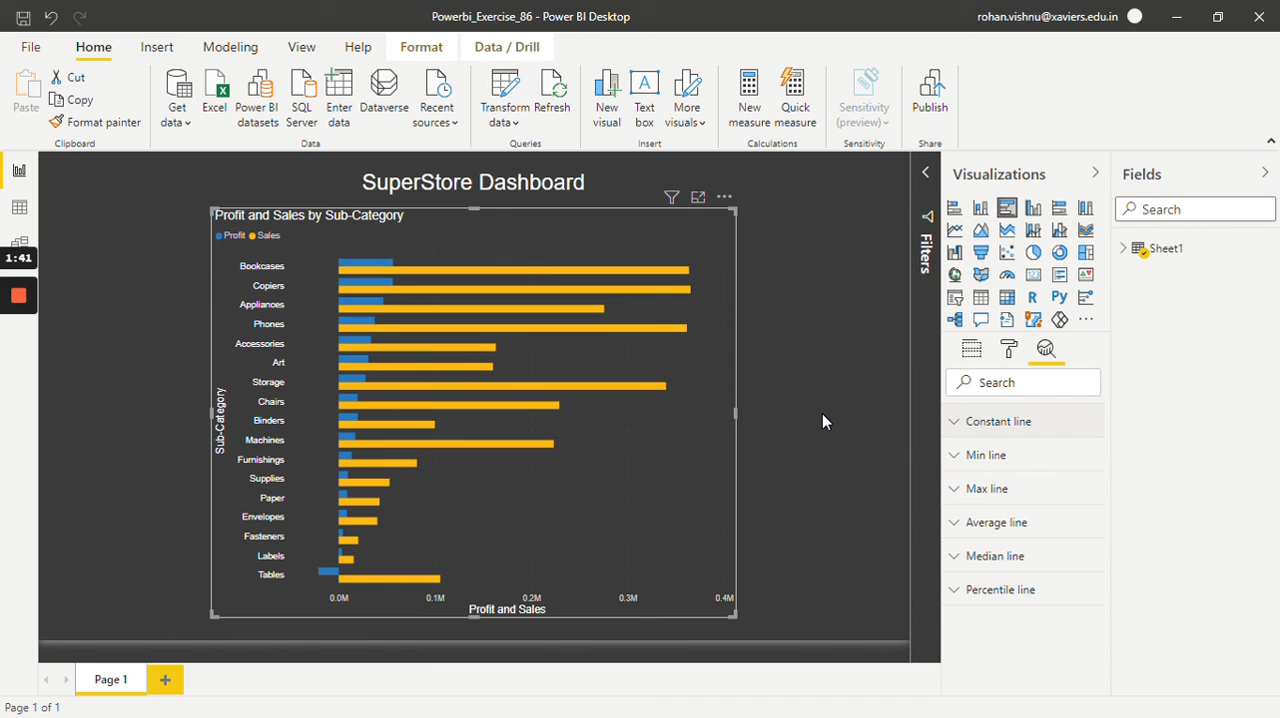 Powerbi_Exercise_86 - Power BI Desktop
rohan.vishnu@xaviers.edu.in
File Home Insert Modeling View Help Format Data / Drill
Paste
Cut
Copy
Format painter
Clipboard
Get data
Excel
Power BI datasets
SQL Server
Enter data
Dataverse
Recent sources
Data
Transform data
Refresh
Queries
New visual
Text box
More visuals
Insert
New measure
Quick measure
Calculations
Sensitivity (preview)
Sensitivity
Publish
Share
1:41
SuperStore Dashboard
Profit and Sales by Sub-Category
Profit Sales
Sub-Category
Bookcases
Copiers
Appliances
Phones
Accessories
Art
Storage
Chairs
Binders
Machines
Furnishings
Supplies
Paper
Envelopes
Fasteners
Labels
Tables
0.0M 0.1M 0.2M 0.3M 0.4M
Profit and Sales
Filters
Visualizations
R Py
Search
Constant line
Min line
Max line
Average line
Median line
Percentile line
Fields
Search
Sheet1
Page 1
Page 1 of 1